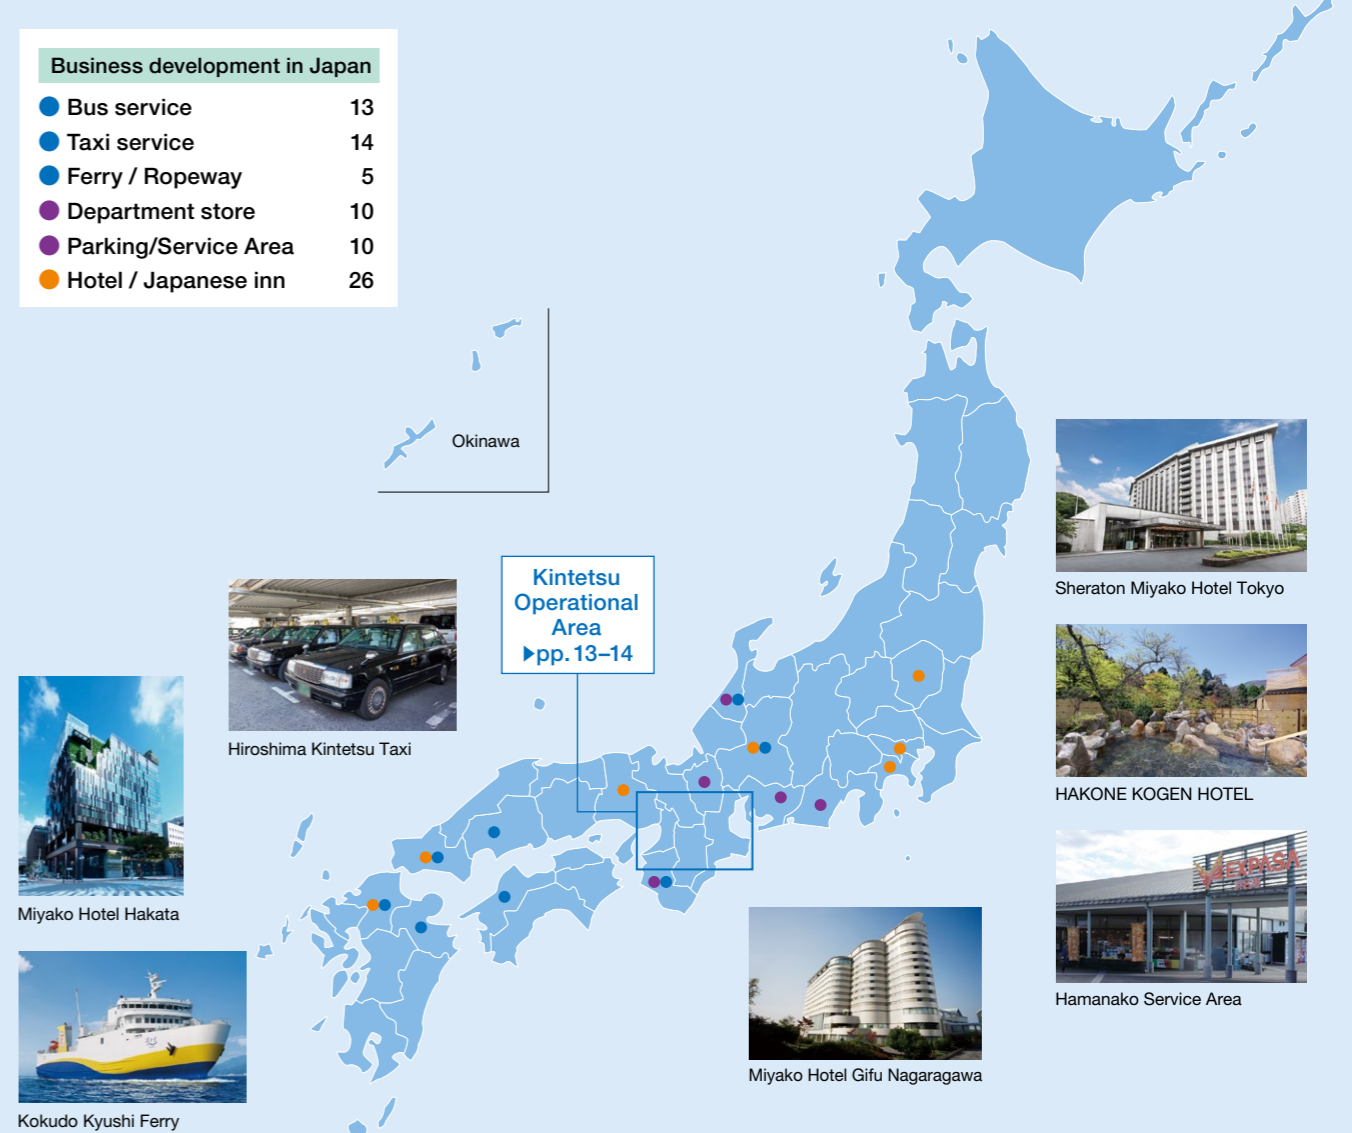 Business development in Japan
Bus service 13
Taxi service 14
Ferry / Ropeway 5
Department store 10
Parking/Service Area 10
Hotel / Japanese inn 26
Okinawa
Kintetsu
Operational
Area
▶pp. 13–14
Sheraton Miyako Hotel Tokyo
Hiroshima Kintetsu Taxi
HAKONE KOGEN HOTEL
Miyako Hotel Hakata
EXPASA
Hamanako Service Area
Miyako Hotel Gifu Nagaragawa
Kokudo Kyushi Ferry